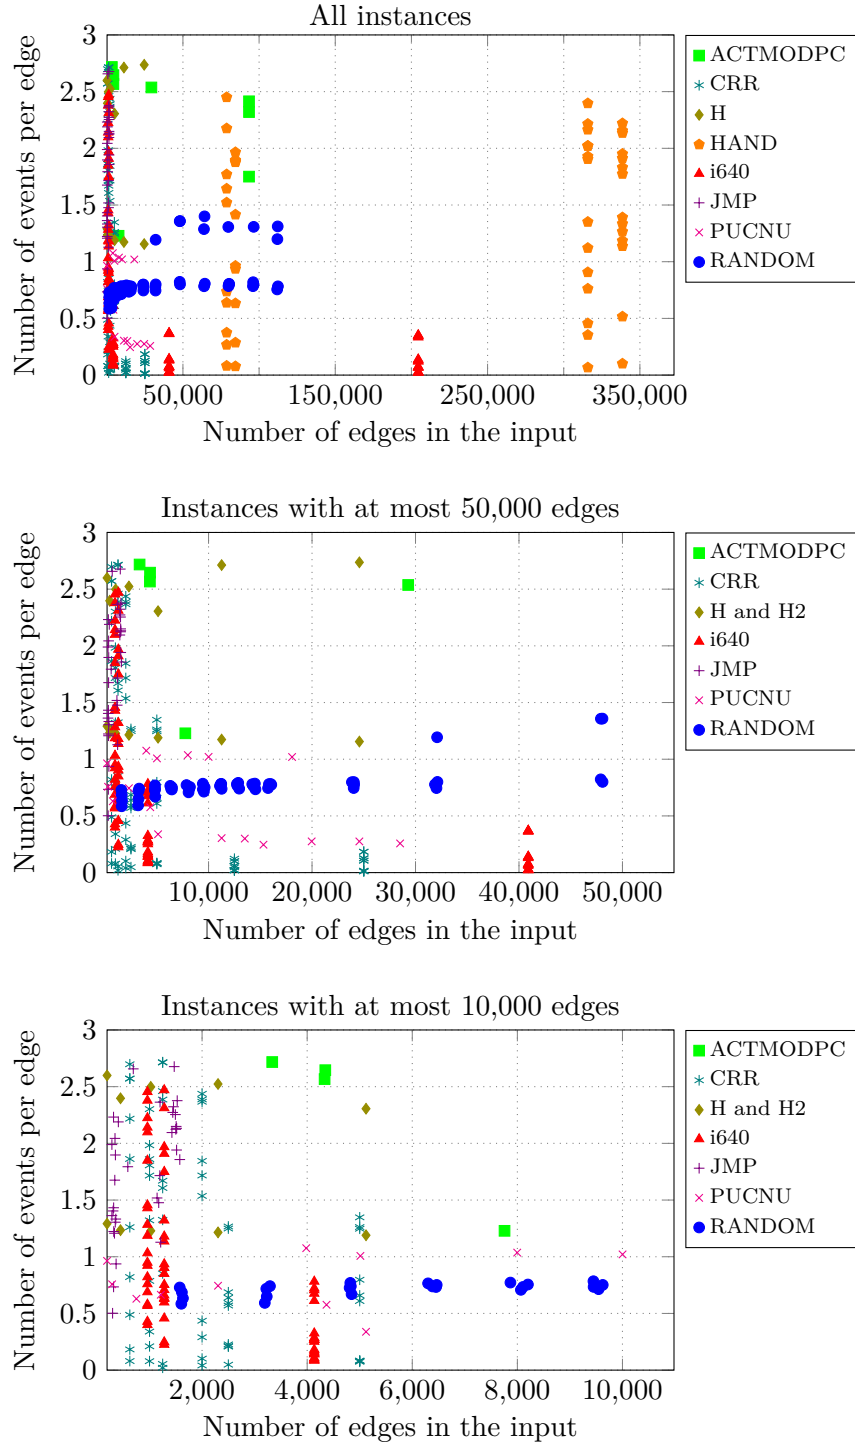 All instances
Number of events per edge
3
2.5
2
1.5
1
0.5
0
50,000
150,000
250,000
350,000
Number of edges in the input
ACTMODPC
CRR
H
HAND
i640
JMP
PUCNU
RANDOM
Instances with at most 50,000 edges
Number of events per edge
3
2.5
2
1.5
1
0.5
0
10,000
20,000
30,000
40,000
50,000
Number of edges in the input
ACTMODPC
CRR
H and H2
i640
JMP
PUCNU
RANDOM
Instances with at most 10,000 edges
Number of events per edge
3
2.5
2
1.5
1
0.5
0
2,000
4,000
6,000
8,000
10,000
Number of edges in the input
ACTMODPC
CRR
H and H2
i640
JMP
PUCNU
RANDOM